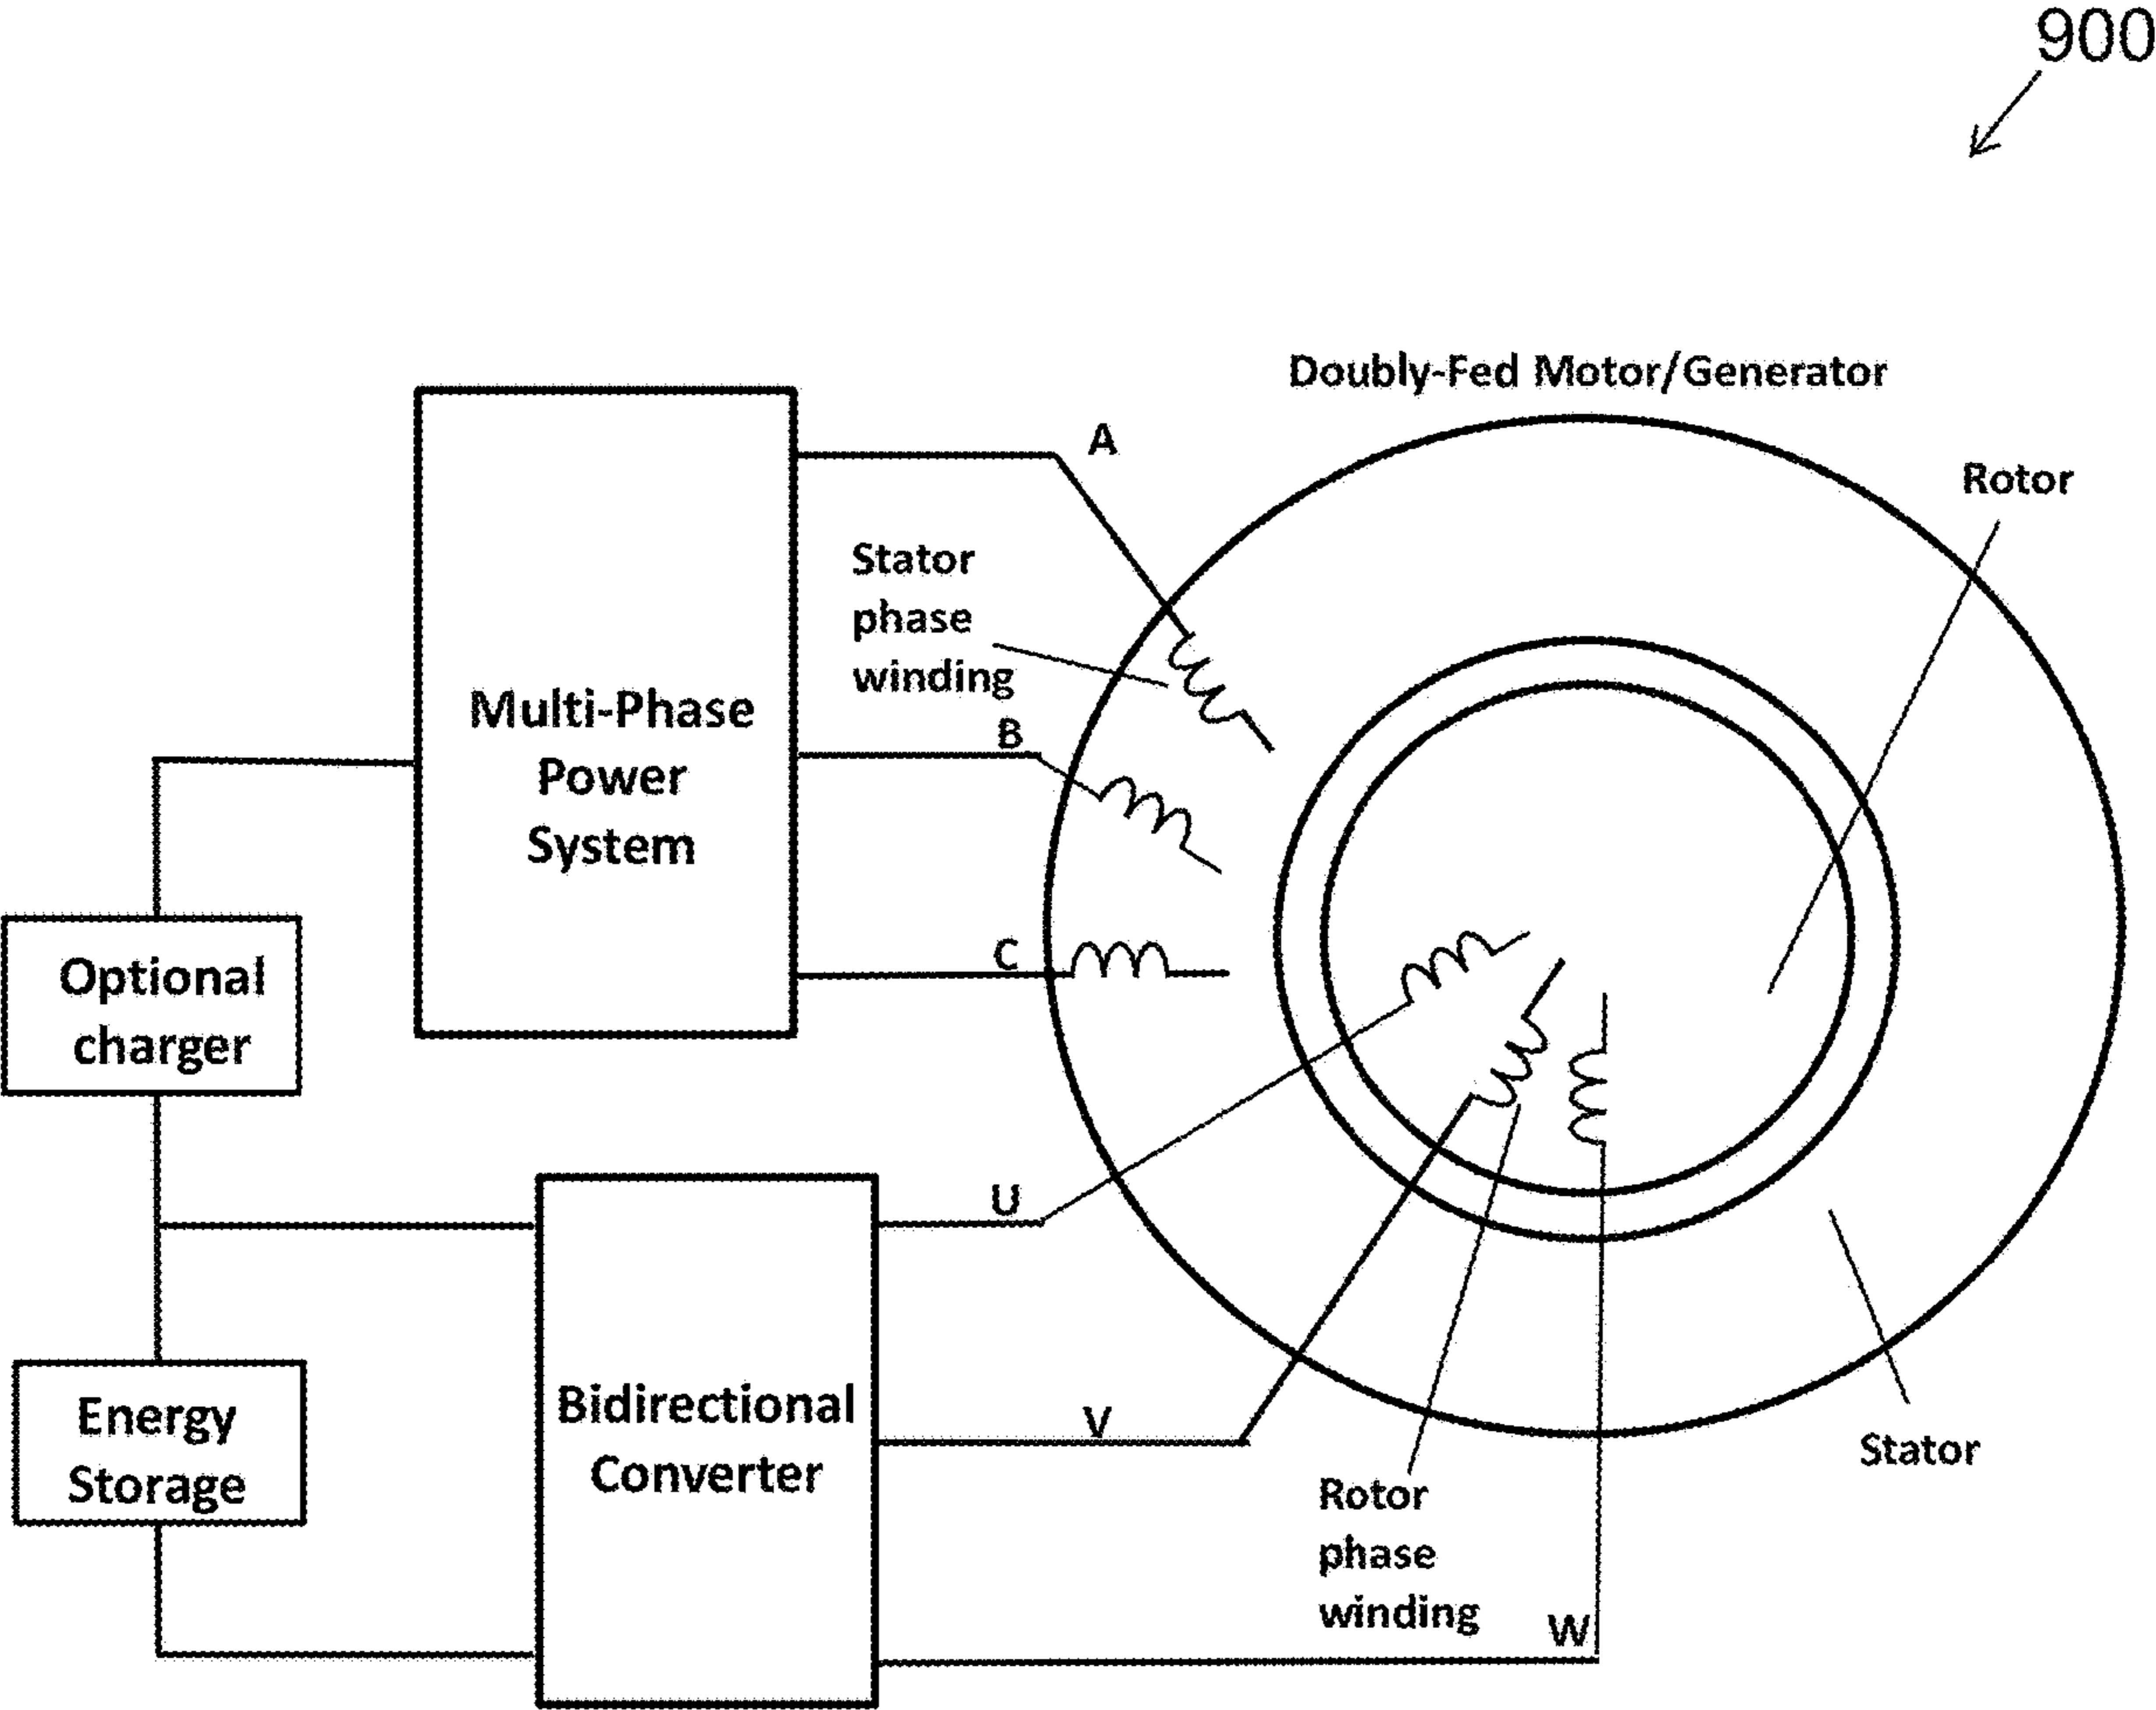 900
Doubly-Fed Motor/Generator
A
Rotor
Stator
phase
winding
Multi-Phase
Power
System
B
C
Optional
charger
U
Energy
Storage
Bidirectional
Converter
V
Stator
Rotor
phase
winding
W